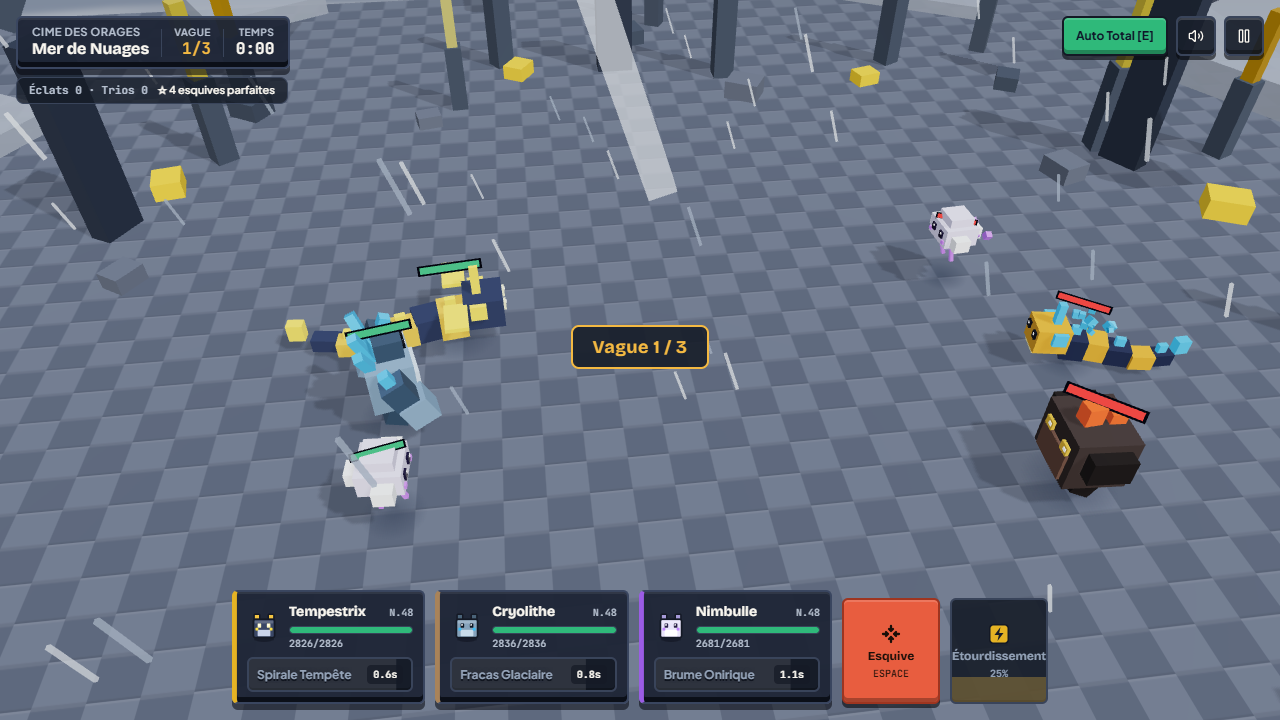 CIME DES ORAGES
Mer de Nuages
VAGUE
1/3
TEMPS
0:00
Éclats 0 · Trios 0 ★ 4 esquives parfaites
Auto Total [E]
Vague 1 / 3
Tempestrix N.48
2826/2826
Spirale Tempête 0.6s
Cryolithe N.48
2836/2836
Fracas Glaciaire 0.8s
Nimbulle N.48
2681/2681
Brume Onirique 1.1s
Esquive
ESPACE
Étourdissement
25%